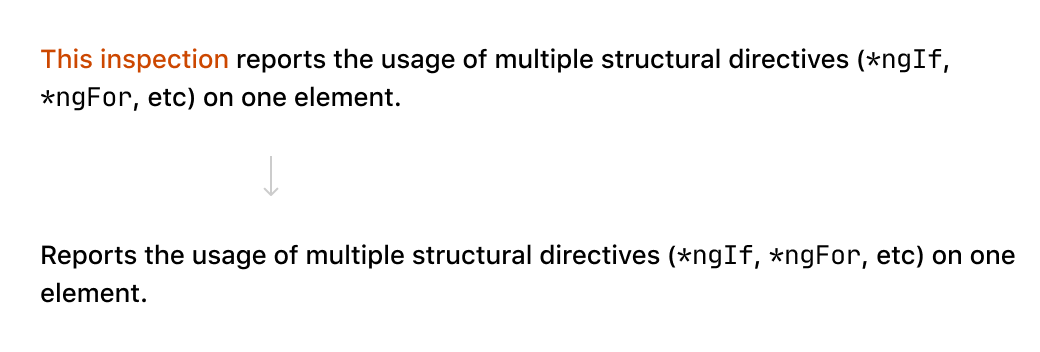 This inspection reports the usage of multiple structural directives (*ngIf,
*ngFor, etc) on one element.
Reports the usage of multiple structural directives (*ngIf, *ngFor, etc) on one
element.